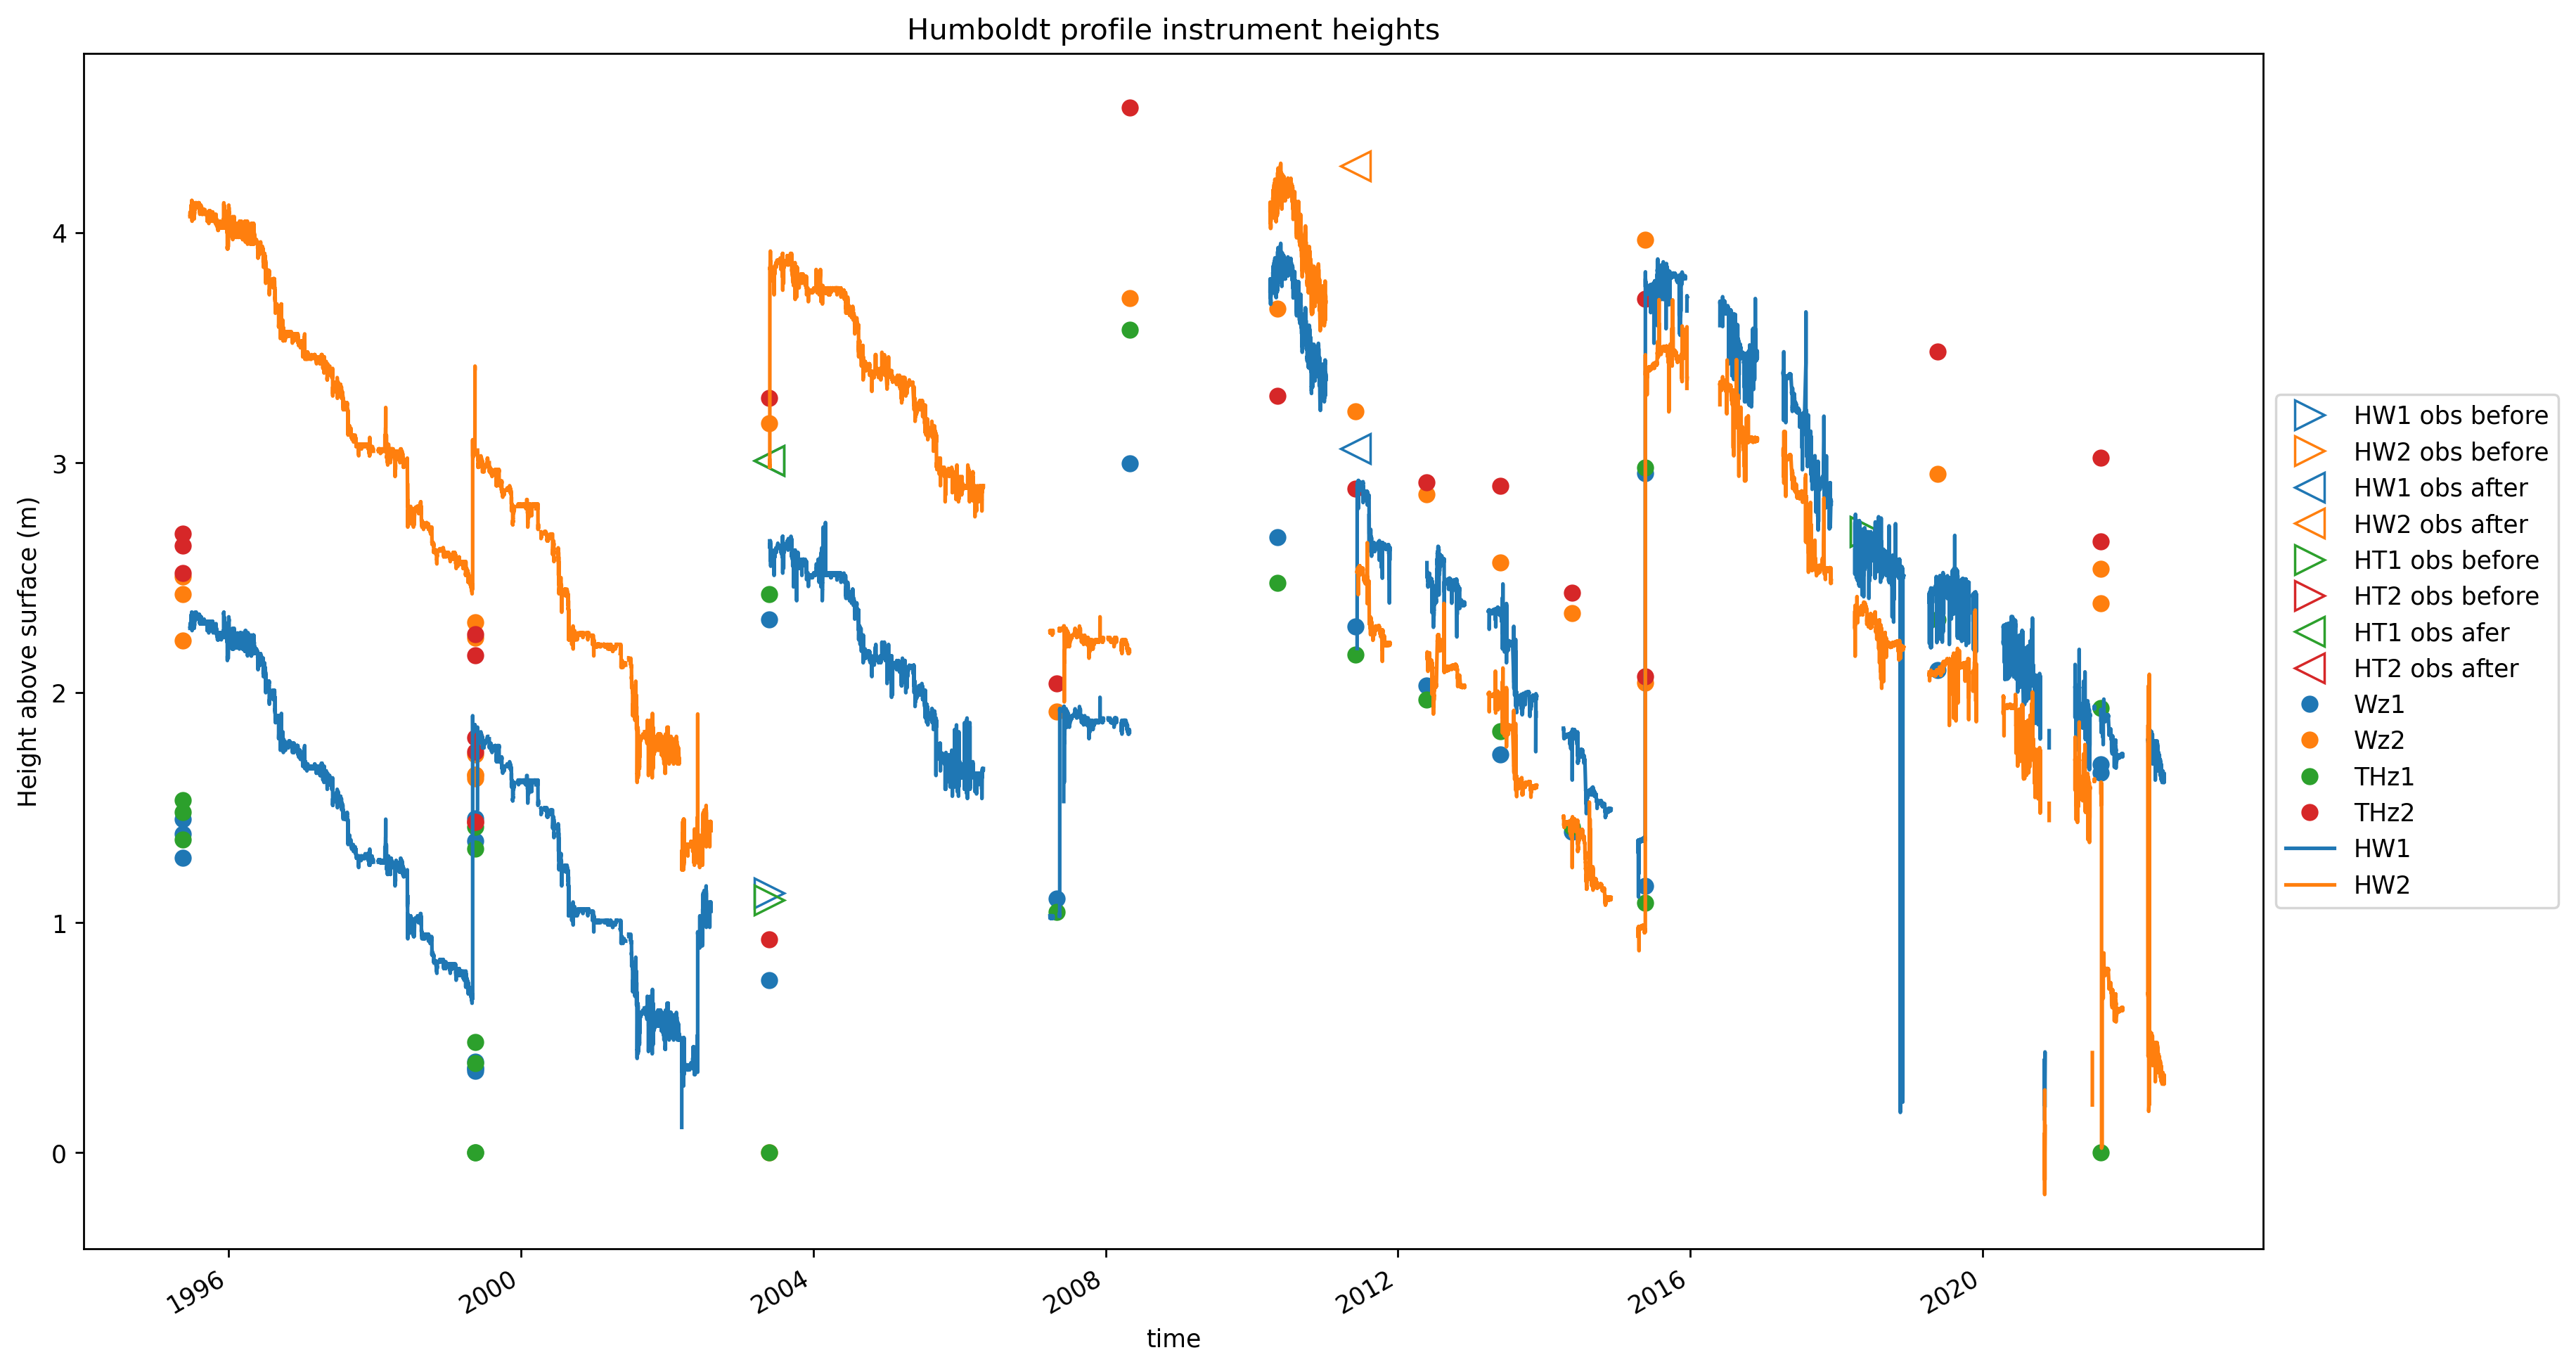 Humboldt profile instrument heights
Height above surface (m)
4
3
2
1
0
1996
2000
2004
2008
2012
2016
2020
time
HW1 obs before
HW2 obs before
HW1 obs after
HW2 obs after
HT1 obs before
HT2 obs before
HT1 obs afer
HT2 obs after
Wz1
Wz2
THz1
THz2
HW1
HW2